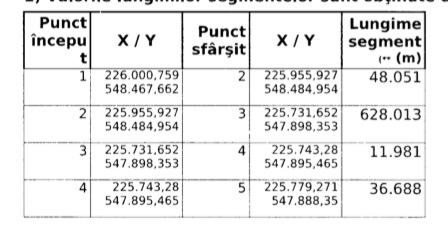 Punct începu t X / Y Punct sfârșit X / Y Lungime segment (** (m)
1 226.000,759 548.467,662 2 225.955,927 548.484,954 48.051
2 225.955,927 548.484,954 3 225.731,652 547.898,353 628.013
3 225.731,652 547.898,353 4 225.743,28 547.895,465 11.981
4 225.743,28 547.895,465 5 225.779,271 547.888,35 36.688